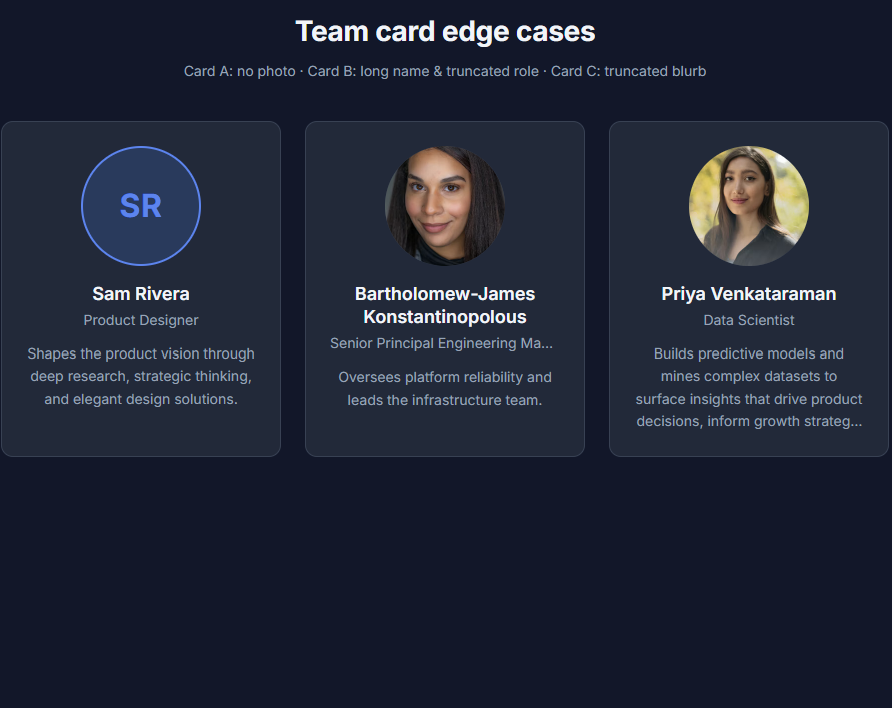 Team card edge cases
Card A: no photo · Card B: long name & truncated role · Card C: truncated blurb
SR
Sam Rivera
Product Designer
Shapes the product vision through
deep research, strategic thinking,
and elegant design solutions.
Bartholomew-James
Konstantinopolous
Senior Principal Engineering Ma...
Oversees platform reliability and
leads the infrastructure team.
Priya Venkataraman
Data Scientist
Builds predictive models and
mines complex datasets to
surface insights that drive product
decisions, inform growth strateg...